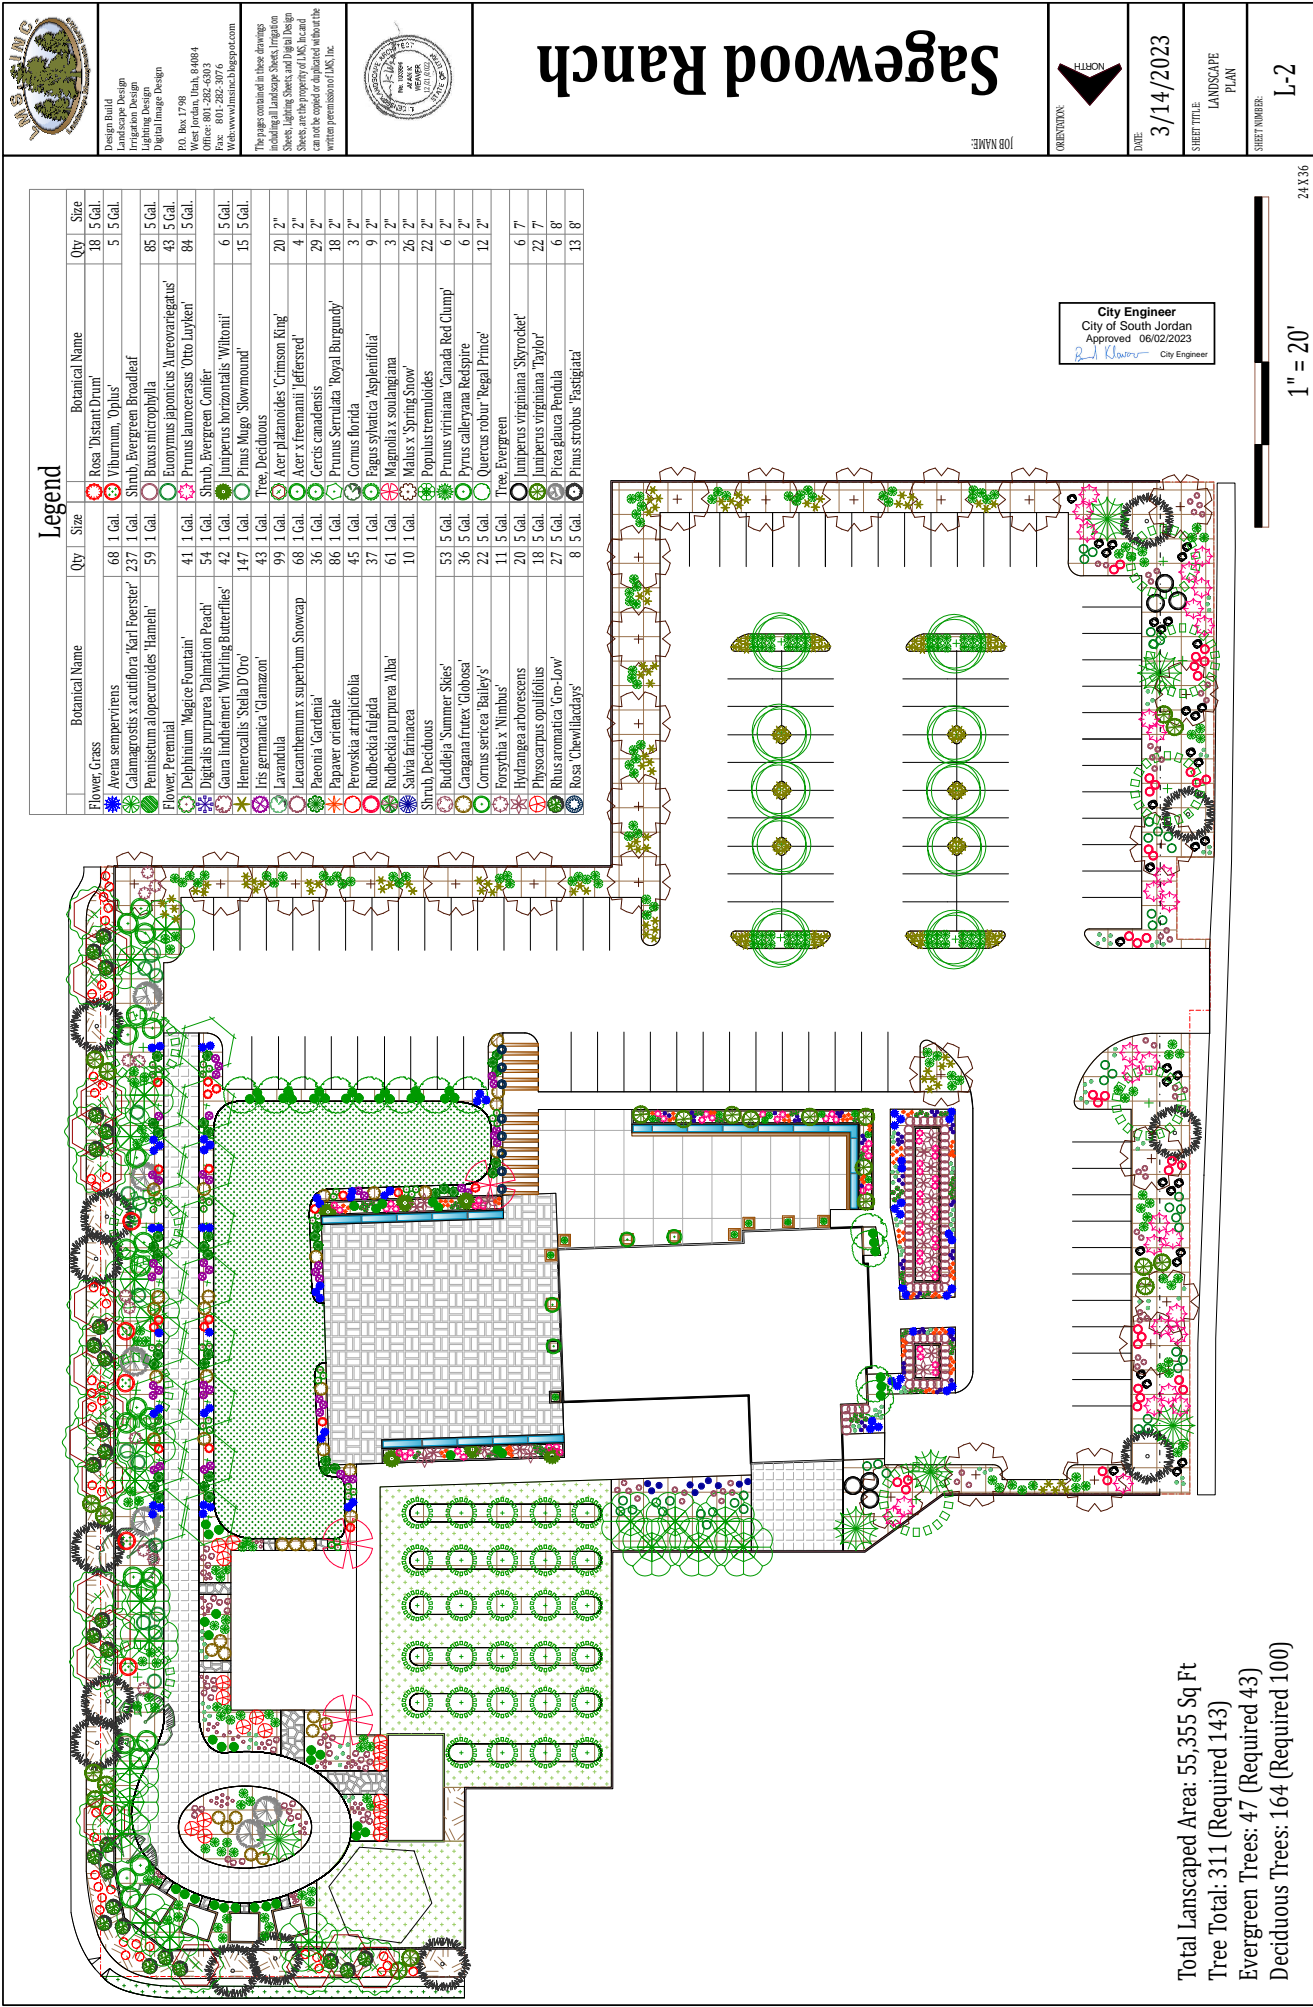 LMS INC.
Design Build
Landscape Design
Irrigation Design
Lighting Design
Digital Image Design
P.O. Box 1798
West Jordan, Utah, 84084
Office: 801-282-6303
Fax: 801-282-3076
Web:www.lmsinc.blogspot.com
The pages contained in these drawings
including all Landscape Sheets, Irrigation
Sheets, Lighting Sheets, and Digital Design
Sheets, are the property of LMS, Inc.and
can not be copied or duplicated without the
written peremission of LMS, Inc.
JOB NAME:
Sagewood Ranch
ORIENTATION:
NORTH
DATE:
3/14/2023
SHEET TITLE:
LANDSCAPE
PLAN
SHEET NUMBER:
L-2
24 X 36
Legend
Botanical Name Qty Size
Flower, Grass
Avena sempervirens 68 1 Gal.
Calamagrostis x acutiflora 'Karl Foerster' 237 1 Gal.
Pennisetum alopecuroides 'Hameln' 59 1 Gal.
Flower, Perennial
Delphinium 'Magice Fountain' 41 1 Gal.
Digitalis purpurea 'Dalmation Peach' 54 1 Gal.
Gaura lindheimeri 'Whirling Butterflies' 42 1 Gal.
Hemerocallis 'Stella D'Oro' 147 1 Gal.
Iris germanica 'Glamazon' 43 1 Gal.
Lavandula 99 1 Gal.
Leucanthemum x superbum Snowcap 68 1 Gal.
Paeonia 'Gardenia' 36 1 Gal.
Papaver orientale 86 1 Gal.
Perovskia atriplicifolia 45 1 Gal.
Rudbeckia fulgida 37 1 Gal.
Rudbeckia purpurea 'Alba' 61 1 Gal.
Salvia farinacea 110 1 Gal.
Shrub, Deciduous
Buddleja 'Summer Skies' 53 5 Gal.
Caragana frutex 'Globosa' 36 5 Gal.
Cornus sericea 'Bailey's' 22 5 Gal.
Forsythia x 'Nimbus' 11 5 Gal.
Hydrangea arborescens 20 5 Gal.
Physocarpus opulifolius 18 5 Gal.
Rhus aromatica 'Gro-Low' 27 5 Gal.
Rosa 'Chewllacdays' 8 5 Gal.
Botanical Name Qty Size
Rosa 'Distant Drum' 18 5 Gal.
Viburnum, 'Oplus' 5 5 Gal.
Shrub, Evergreen Broadleaf
Buxus microphylla 85 5 Gal.
Euonymus japonicus 'Aureovariegatus' 43 5 Gal.
Prunus laurocerasus 'Otto Luyken' 84 5 Gal.
Shrub, Evergreen Conifer
Juniperus horizontalis 'Wiltonii' 6 5 Gal.
Pinus Mugo 'Slowmound' 15 5 Gal.
Tree, Deciduous
Acer platanoides 'Crimson King' 20 2"
Acer x freemanii 'Jeffersred' 4 2"
Cercis canadensis 29 2"
Prunus Serrulata 'Royal Burgundy' 18 2"
Cornus florida 3 2"
Fagus sylvatica 'Asplenifolia' 9 2"
Magnolia x soulangiana 3 2"
Malus x 'Spring Snow' 26 2"
Populus tremuloides 22 2"
Prunus viriniana 'Canada Red Clump' 6 2"
Pyrus calleryana Redspire 6 2"
Quercus robur 'Regal Prince' 12 2"
Tree, Evergreen
Juniperus virginiana 'Skyrocket' 6 7'
Juniperus virginiana 'Taylor' 22 7'
Picea glauca Pendula 6 8'
Pinus strobus 'Fastigiata' 13 8'
City Engineer
City of South Jordan
Approved 06/02/2023
City Engineer
1" = 20'
Total Lanscaped Area: 55,355 Sq Ft
Tree Total: 311 (Required 143)
Evergreen Trees: 47 (Required 43)
Deciduous Trees: 164 (Required 100)